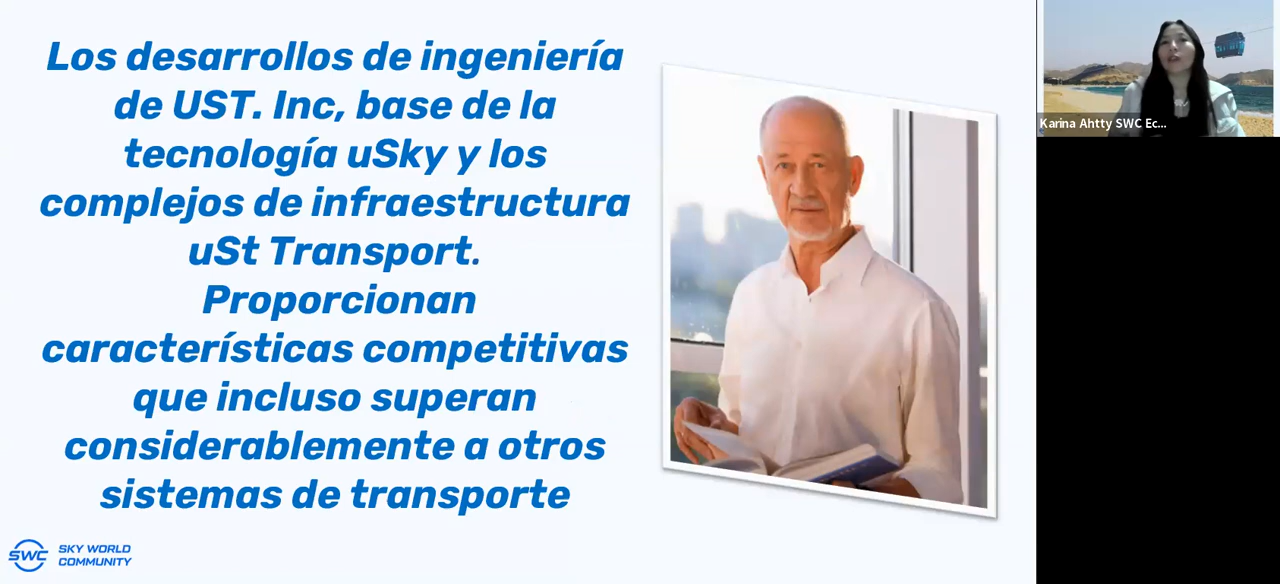 Los desarrollos de ingeniería
de UST. Inc, base de la
tecnología uSky y los
complejos de infraestructura
uSt Transport.
Proporcionan
características competitivas
que incluso superan
considerablemente a otros
sistemas de transporte
SWC SKY WORLD
COMMUNITY
Karina Ahtty SWC Ec...